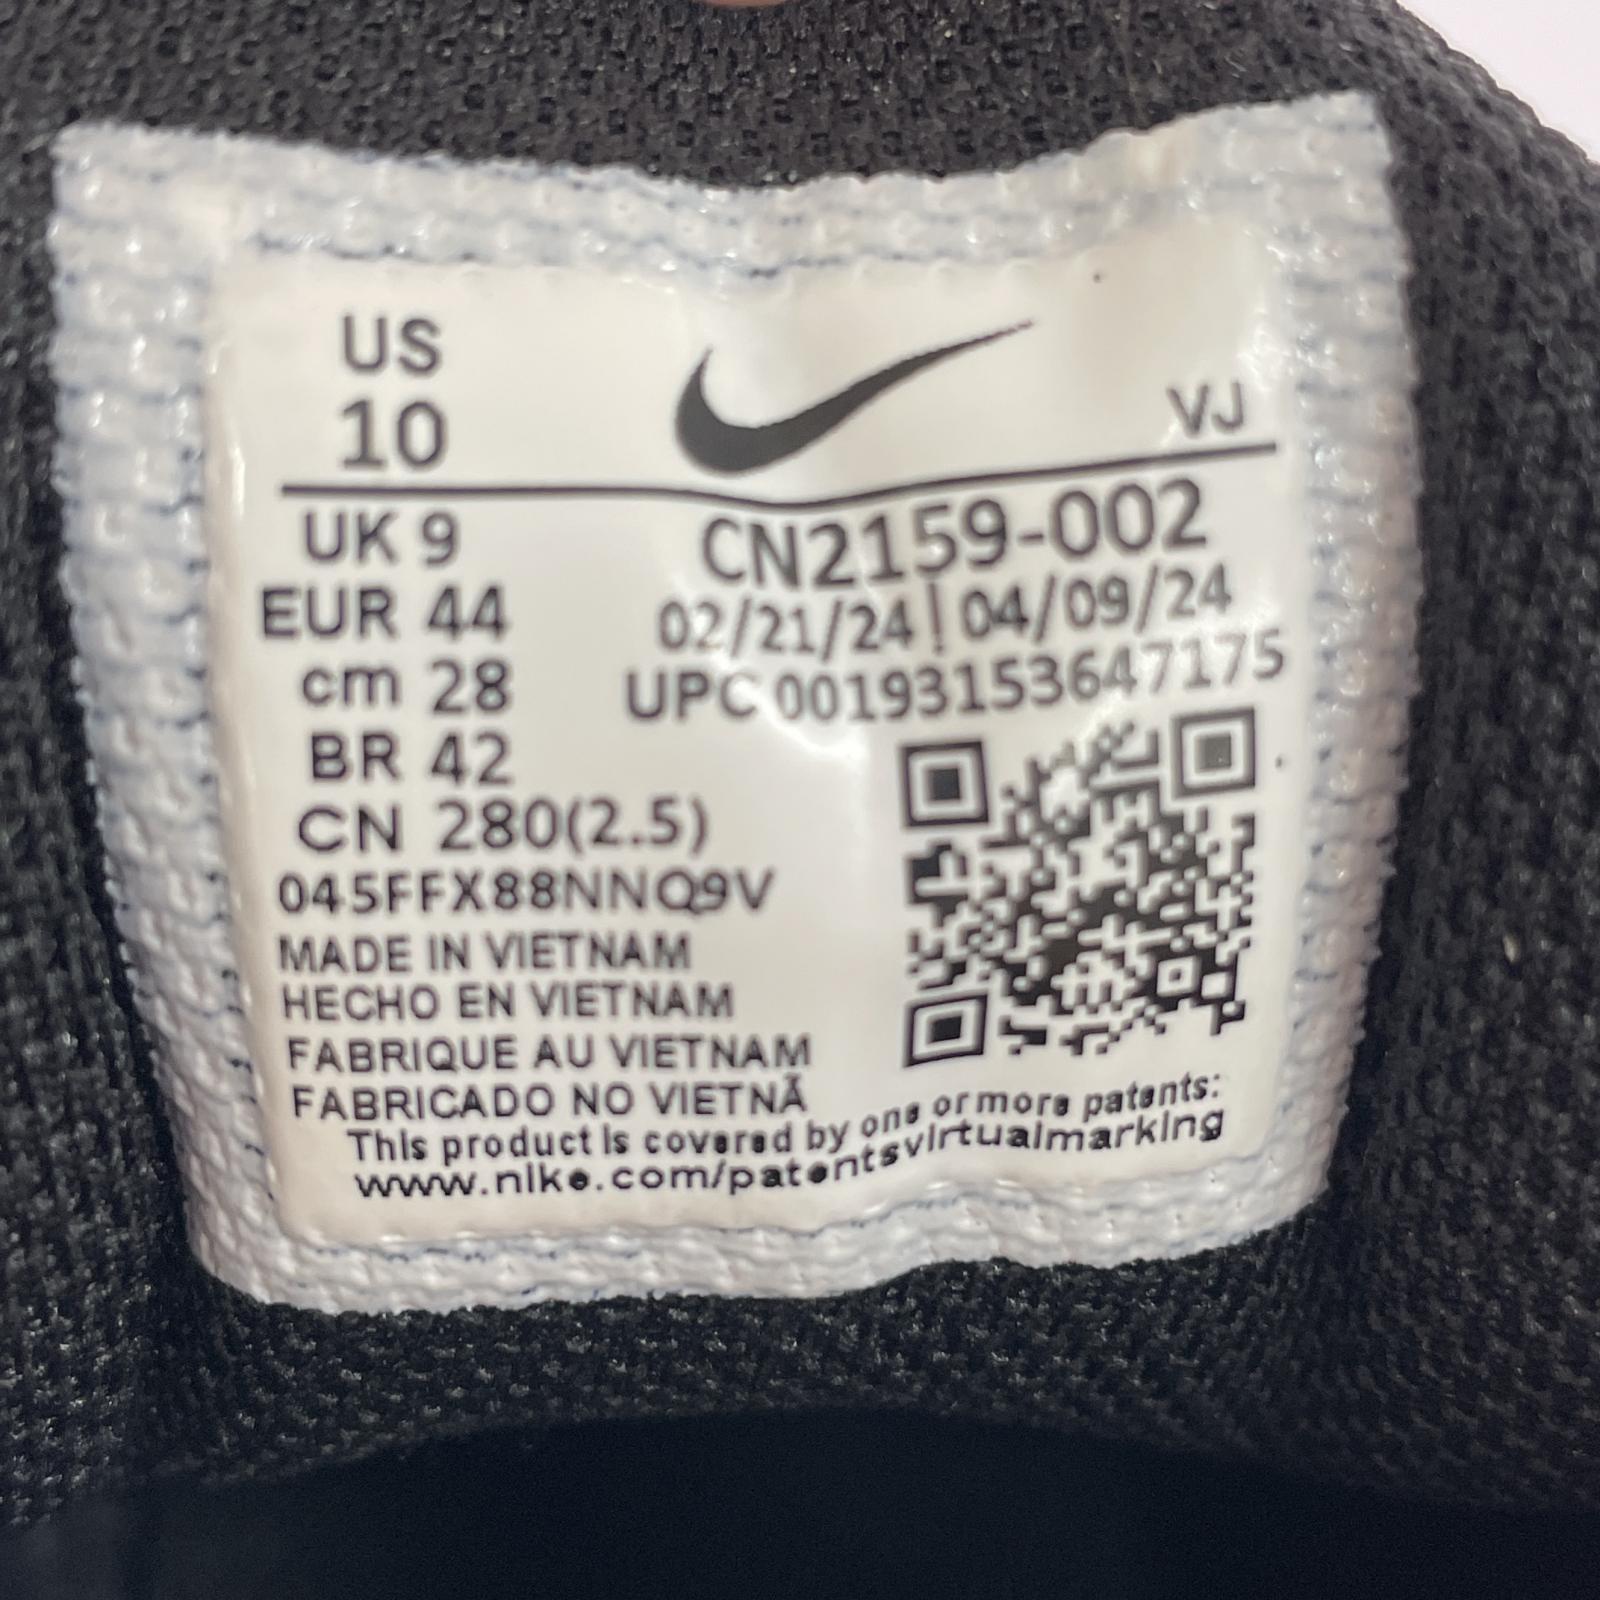 US
10
VJ
UK 9
EUR 44
cm 28
BR 42
CN 280(2.5)
CN2159-002
02/21/24 | 04/09/24
UPC 00193153647175
045FFX88NNQ9V
MADE IN VIETNAM
HECHO EN VIETNAM
FABRIQUE AU VIETNAM
FABRICADO NO VIETNÃ
This product is covered by one or more patents:
www.nike.com/patentsvirtualmarking